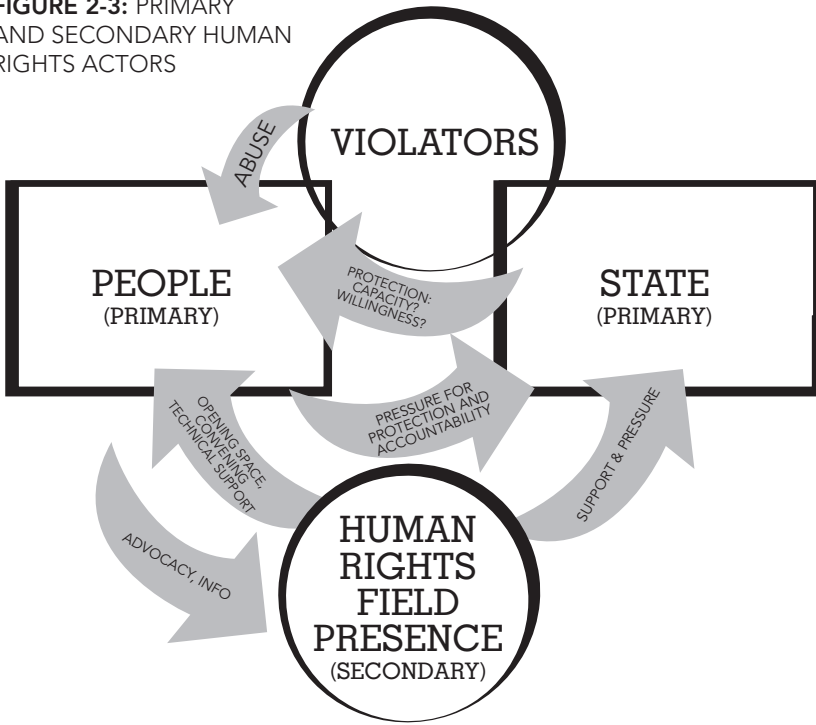 FIGURE 2-3: PRIMARY
AND SECONDARY HUMAN
RIGHTS ACTORS
VIOLATORS
ABUSE
PEOPLE
(PRIMARY)
PROTECTION:
CAPACITY?
WILLINGNESS?
STATE
(PRIMARY)
OPENING SPACE,
CONVENING
TECHNICAL SUPPORT
PRESSURE FOR
PROTECTION AND
ACCOUNTABILITY
SUPPORT & PRESSURE
ADVOCACY, INFO
HUMAN
RIGHTS
FIELD
PRESENCE
(SECONDARY)